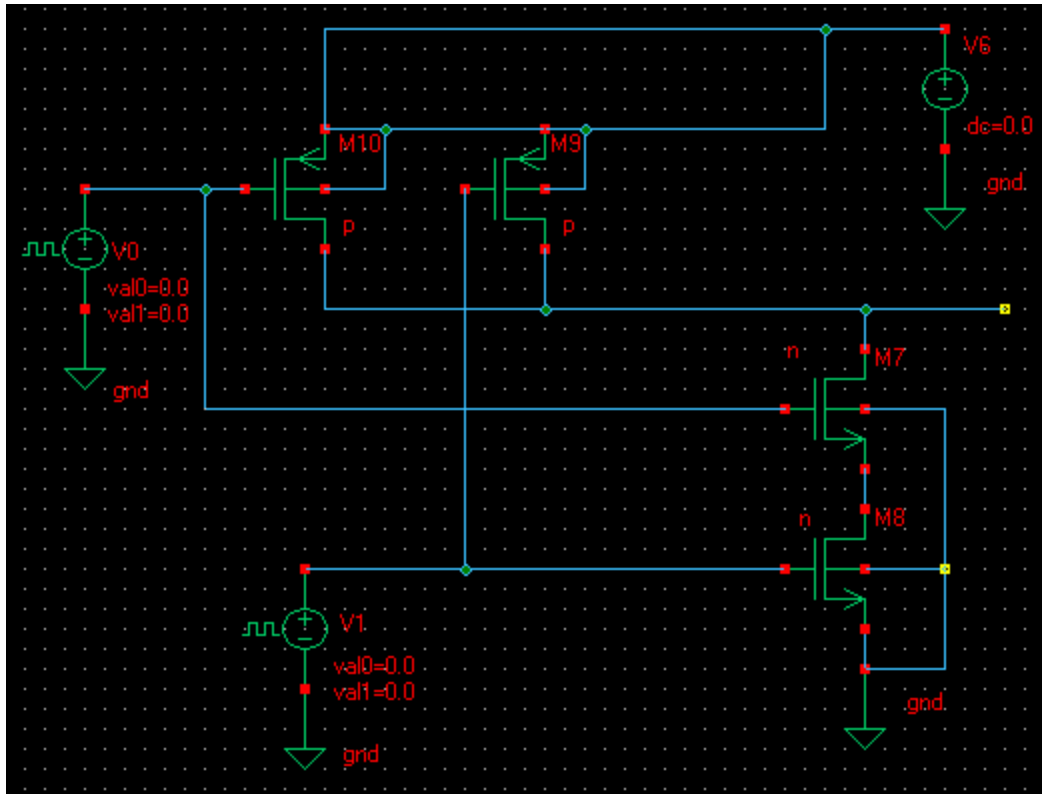 V6
dc=0.0
gnd
M10
M9
p
p
V0
val0=0.0
val1=0.0
gnd
n
M7
n
M8
V1
val0=0.0
val1=0.0
gnd
gnd